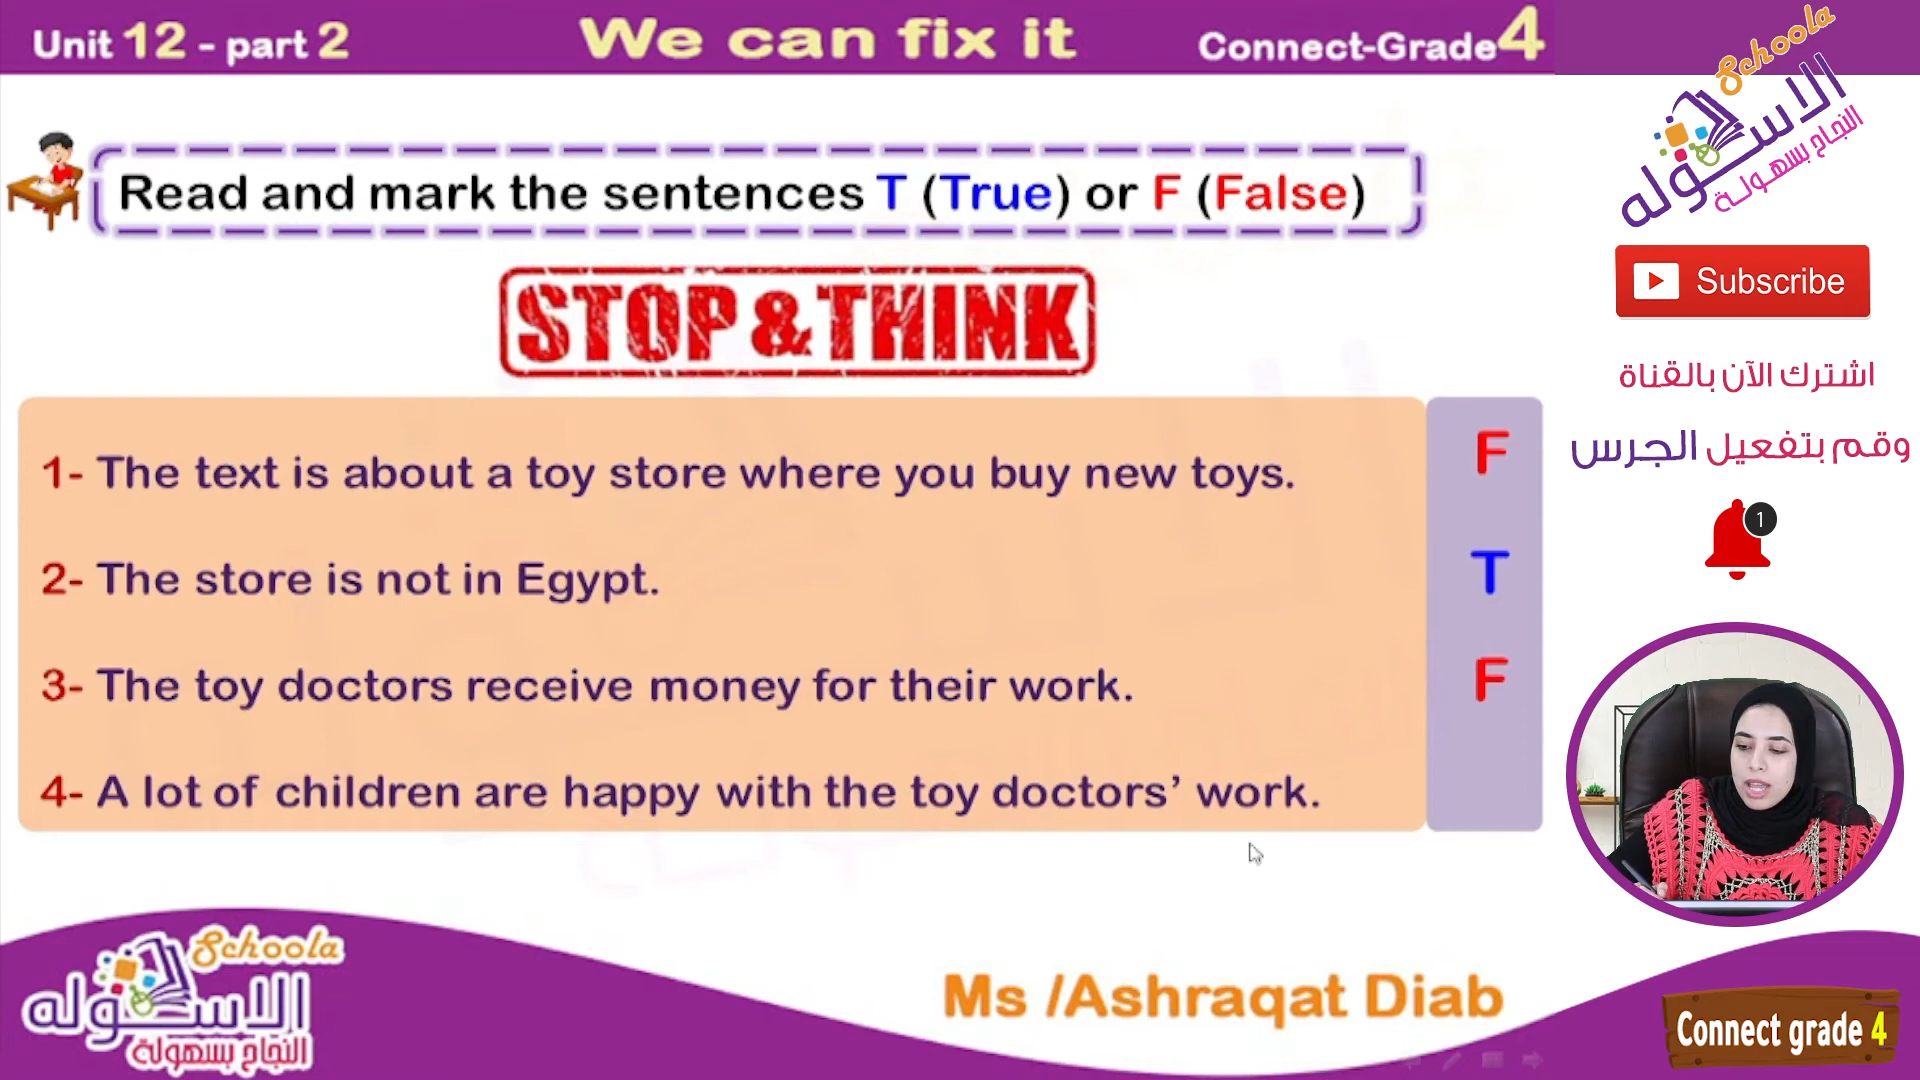 Unit 12 - part 2
We can fix it
Connect-Grade4
Schoola
الاسكوله
النجاح بسهولة
Read and mark the sentences T (True) or F (False)
STOP & THINK
Subscribe
اشترك الآن بالقناة
وقم بتفعيل الجرس
1
1- The text is about a toy store where you buy new toys.
F
2- The store is not in Egypt.
T
3- The toy doctors receive money for their work.
F
4- A lot of children are happy with the toy doctors’ work.
Schoola
الاسكوله
النجاح بسهولة
Ms /Ashraqat Diab
Connect grade 4